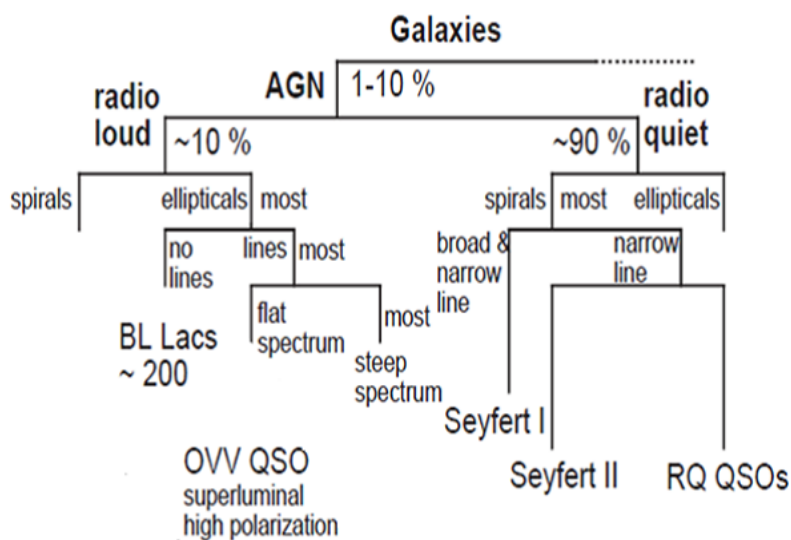 Galaxies
AGN 1-10 %
radio
loud
~10 %
radio
quiet
~90 %
spirals
ellipticals
most
spirals
most
ellipticals
no
lines
lines
most
broad &
narrow
line
narrow
line
BL Lacs
~ 200
flat
spectrum
most
steep
spectrum
Seyfert I
OVV QSO
superluminal
high polarization
Seyfert II
RQ QSOs